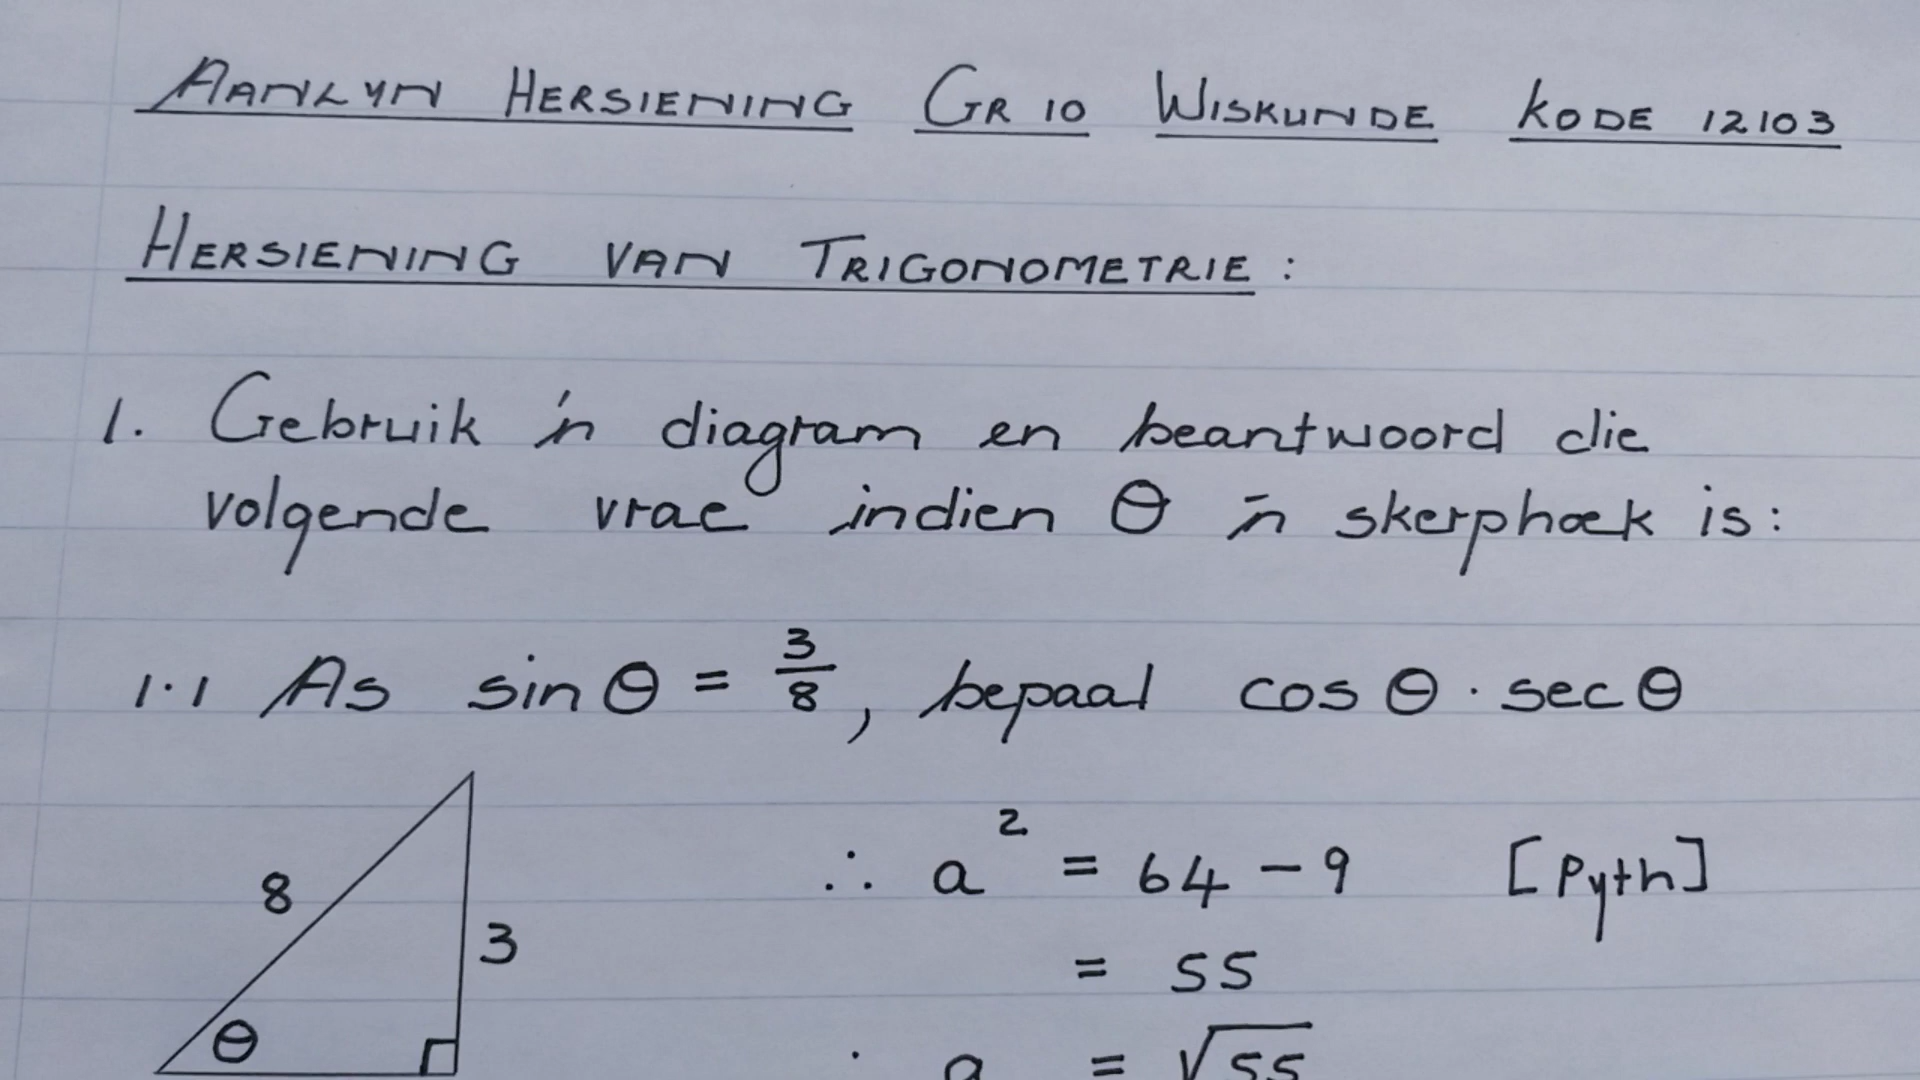 AANLYN HERSIENING GR 10 WISKUNDE KODE 12103
HERSIENING VAN TRIGONOMETRIE:
1. Gebruik 'n diagram en beantwoord die
volgende vrae indien θ 'n skerphoek is:
1.1 As sin θ = 3/8, bepaal cos θ · sec θ
8
3
θ
∴ a² = 64 - 9 [Pyth]
= 55
∴ a = √55